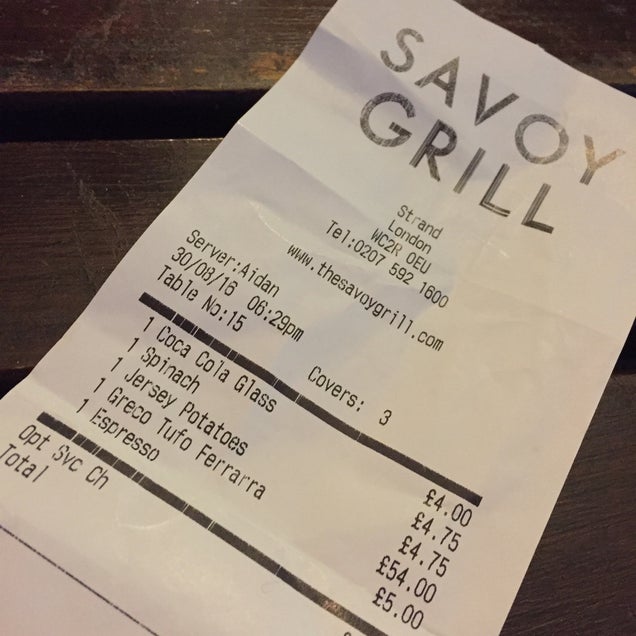 SAVOY
GRILL
Strand
London
WC2R 0EU
Tel:0207 592 1600
www.thesavoygrill.com
Server:Aidan
30/08/16 06:29pm
Table No:15 Covers: 3
1 Coca Cola Glass £4.00
1 Spinach £4.75
1 Jersey Potatoes £4.75
1 Greco Tufo Ferrarra £54.00
1 Espresso £5.00
Opt Svc Ch
Total